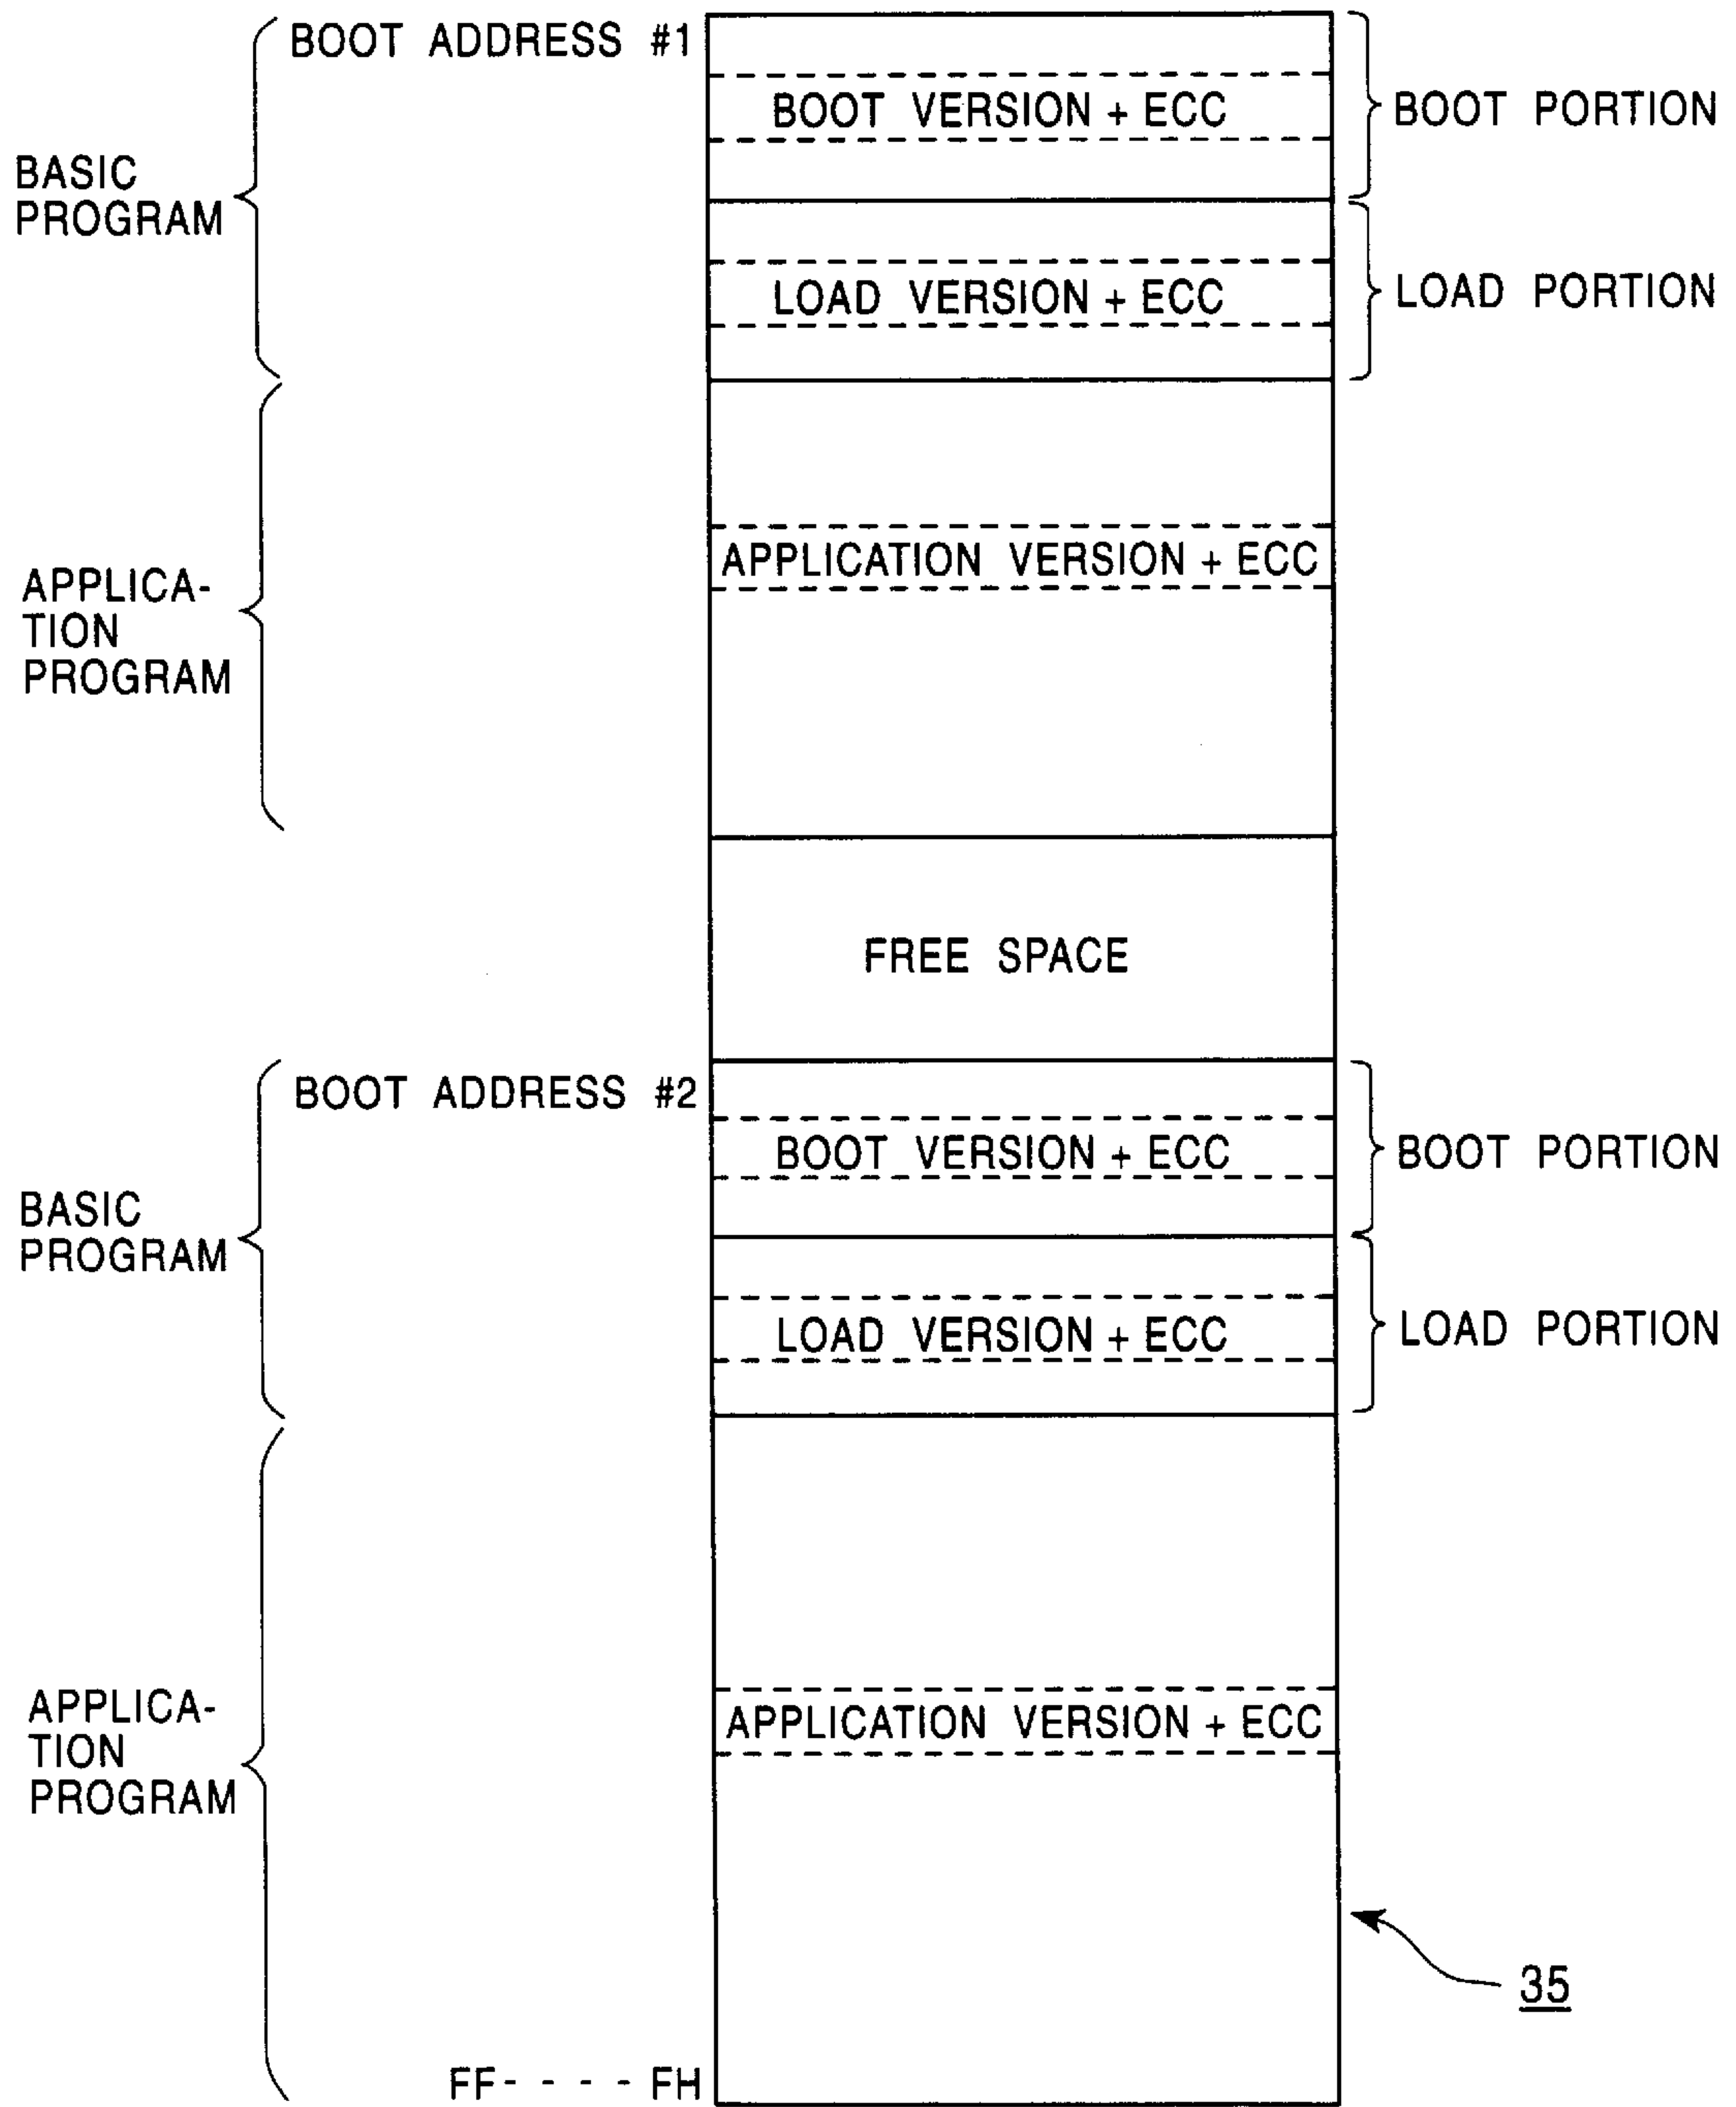 BOOT ADDRESS #1
BOOT VERSION + ECC
BOOT PORTION
BASIC
PROGRAM
LOAD VERSION + ECC
LOAD PORTION
APPLICATION VERSION + ECC
APPLICA-
TION
PROGRAM
FREE SPACE
BOOT ADDRESS #2
BOOT VERSION + ECC
BOOT PORTION
BASIC
PROGRAM
LOAD VERSION + ECC
LOAD PORTION
APPLICATION VERSION + ECC
APPLICA-
TION
PROGRAM
35
FF- - - - FH